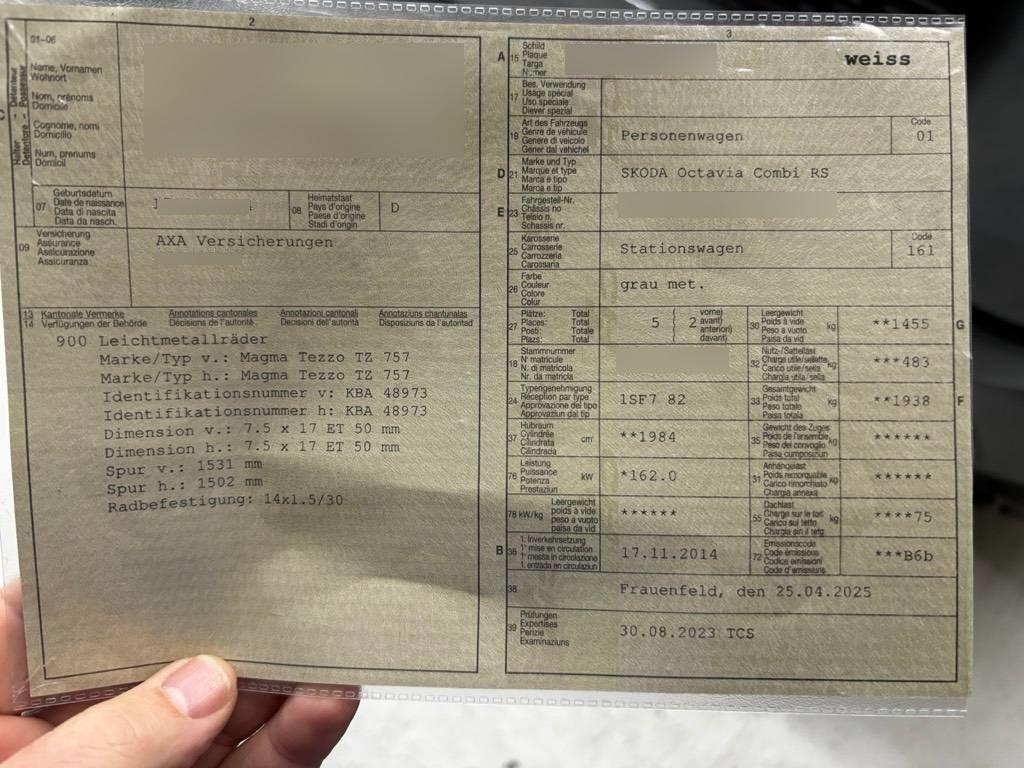 2
01-06
Halter - Détenteur
Detentore - Possessur
Name, Vornamen
Wohnort
Nom, prénoms
Domicile
Cognome, nomi
Domicilio
Num, prenums
Domicil
C
07 Geburtsdatum
Date de naissance
Data di nascita
Data da nasch.
08 Heimatstaat
Pays d'origine
Paese d'origine
Stadi d'origin
D
09 Versicherung
Assurance
Assicurazione
Assicuranza
AXA Versicherungen
13 Kantonale Vermerke Annotations cantonales Annotazioni cantonali Annotaziuns chantunalas
14 Verfügungen der Behörde Décisions de l'autorité Decisioni dell'autorità Disposiziuns da l'autoritad
900 Leichtmetallräder
Marke/Typ v.: Magma Tezzo TZ 757
Marke/Typ h.: Magma Tezzo TZ 757
Identifikationsnummer v: KBA 48973
Identifikationsnummer h: KBA 48973
Dimension v.: 7.5 x 17 ET 50 mm
Dimension h.: 7.5 x 17 ET 50 mm
Spur v.: 1531 mm
Spur h.: 1502 mm
Radbefestigung: 14x1.5/30
3
A 15 Schild
Plaque
Targa
Numer
weiss
17 Bes. Verwendung
Usage spécial
Uso speciale
Diever spezial
19 Art des Fahrzeugs
Genre de véhicule
Genere di veicolo
Gener dal vehichel
Personenwagen
Code
01
D 21 Marke und Typ
Marque et type
Marca e tipo
Marca e tip
SKODA Octavia Combi RS
E 23 Fahrgestell-Nr.
Châssis no
Telaio n.
Schassis nr.
25 Karosserie
Carrosserie
Carrozzeria
Carossaria
Stationswagen
Code
161
26 Farbe
Couleur
Colore
Colur
grau met.
27 Plätze: Total
Places: Total
Posti: Totale
Plazs: Total
5 { 2 vorne)
avant)
anteriori)
davant)
30 Leergewicht
Poids à vide
Peso a vuoto
Paisa da vid
kg
**1455
G
18 Stammnummer
N matricule
N. di matricola
Nr. da matricla
32 Nutz-/Sattellast
Charge utile/sellette
Carico utile/sella
Chargia utila/sella
kg
***483
24 Typengenehmigung
Réception par type
Approvazione del tipo
Approvaziun dal tip
1SF7 82
33 Gesamtgewicht
Poids total
Peso totale
Paisa totala
kg
**1938
F
37 Hubraum
Cylindrée
Cilindrata
Cilindrada
cm³
**1984
35 Gewicht des Zuges
Poids de l'ensemble
Peso del convoglio
Paisa cumposiziun
kg
******
76 Leistung
Puissance
Potenza
Prestaziun
kW
*162.0
31 Anhängelast
Poids remorquable
Carico rimorchiato
Chargia annexa
kg
******
78 kW/kg Leergewicht
poids à vide
peso a vuoto
paisa da vid
******
55 Dachlast
Charge sur le toit
Carico sul tetto
Chargia sin il tetg
kg
****75
B 36 1. Inverkehrsetzung
1re mise en circulation
1a messa in circolazione
1. entrada en circulaziun
17.11.2014
72 Emissionscode
Code émissions
Codice emissioni
Code d'emissiuns
***B6b
38
Frauenfeld, den 25.04.2025
39 Prüfungen
Expertises
Perizie
Examinaziuns
30.08.2023 TCS